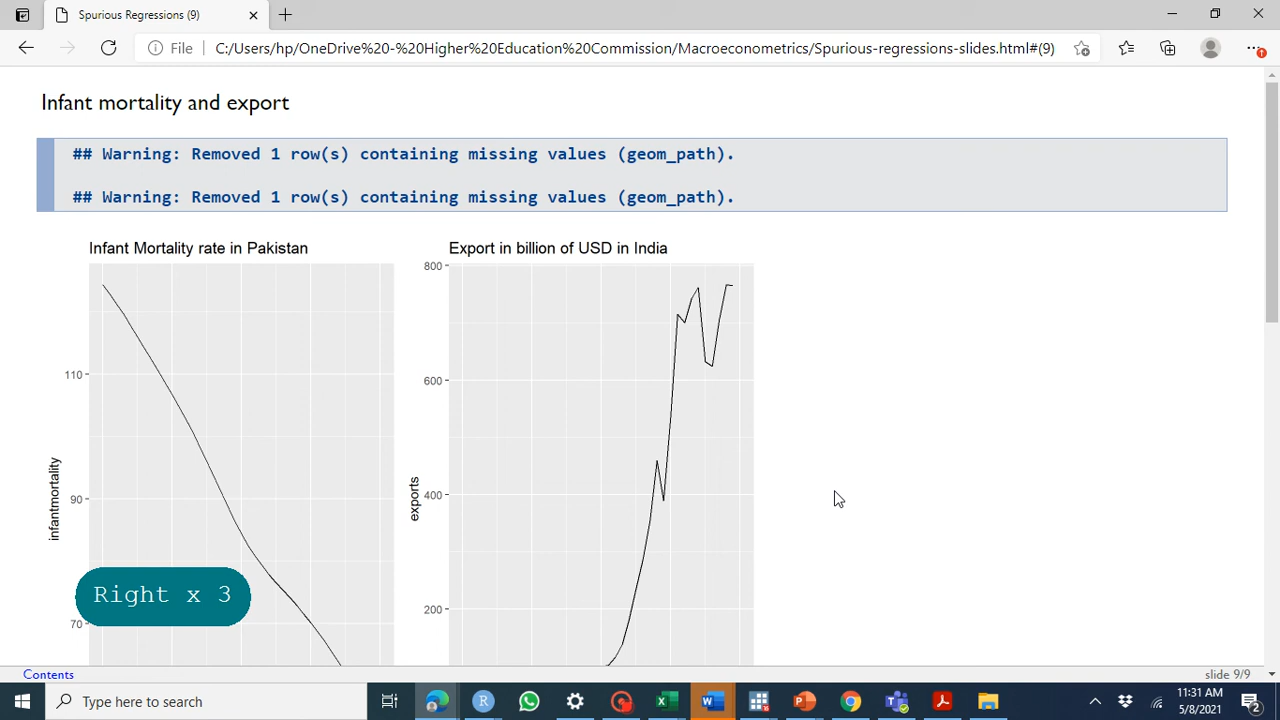 Spurious Regressions (9)
File
C:/Users/hp/OneDrive%20-%20Higher%20Education%20Commission/Macroeconometrics/Spurious-regressions-slides.html#(9)
Infant mortality and export
## Warning: Removed 1 row(s) containing missing values (geom_path).
## Warning: Removed 1 row(s) containing missing values (geom_path).
Infant Mortality rate in Pakistan
110
90
70
infantmortality
Export in billion of USD in India
800
600
400
200
exports
Right x 3
Contents
slide 9/9
Type here to search
11:31 AM
5/8/2021
2